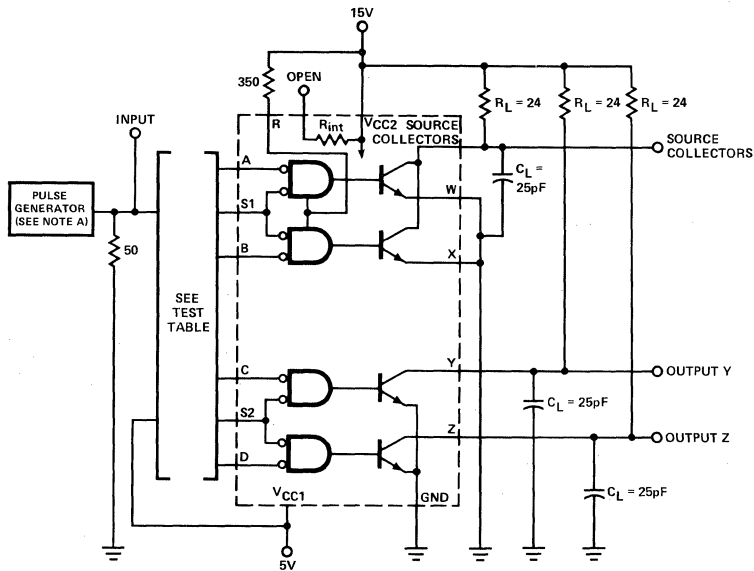 15V
350
OPEN
R
Rint
VCC2 SOURCE
COLLECTORS
RL = 24
RL = 24
RL = 24
INPUT
SOURCE
COLLECTORS
A
CL =
25pF
W
PULSE
GENERATOR
(SEE NOTE A)
S1
50
B
X
SEE
TEST
TABLE
C
Y
OUTPUT Y
CL = 25pF
S2
Z
OUTPUT Z
D
CL = 25pF
VCC1
GND
5V